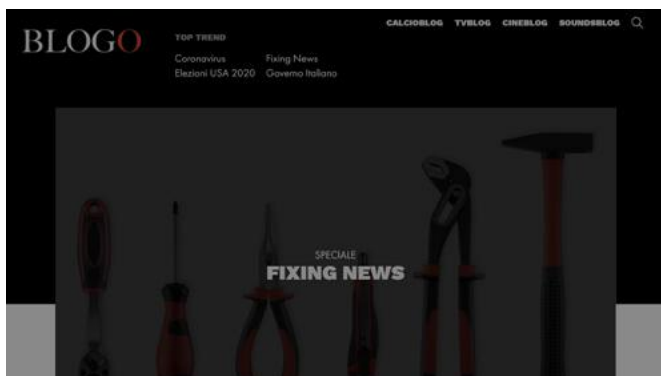 CALCIOBLOG TVBLOG CINEBLOG SOUNDSBLOG
BLOGO
TOP TREND
Coronavirus Fixing News
Elezioni USA 2020 Governo Italiano
SPECIALE
FIXING NEWS